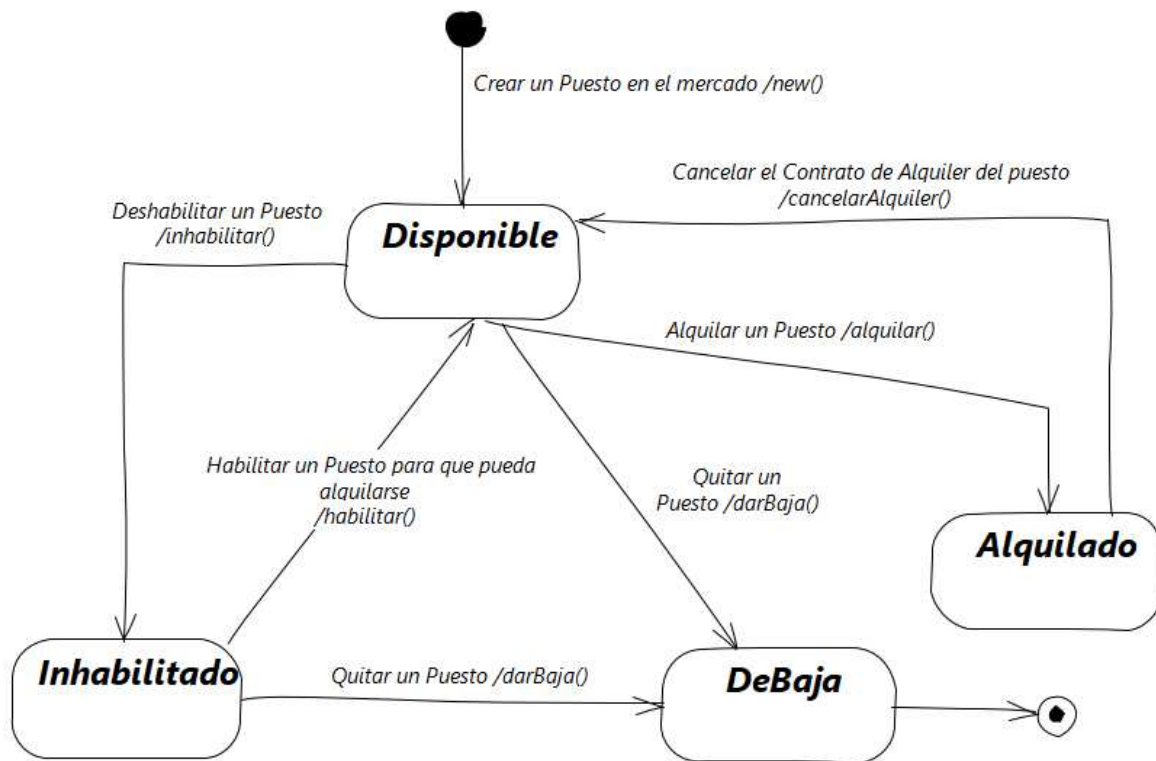 Crear un Puesto en el mercado /new()
Cancelar el Contrato de Alquiler del puesto
/cancelarAlquiler()
Deshabilitar un Puesto
/inhabilitar()
Disponible
Alquilar un Puesto /alquilar()
Habilitar un Puesto para que pueda
alquilarse
/habilitar()
Quitar un
Puesto /darBaja()
Alquilado
Inhabilitado
Quitar un Puesto /darBaja()
DeBaja